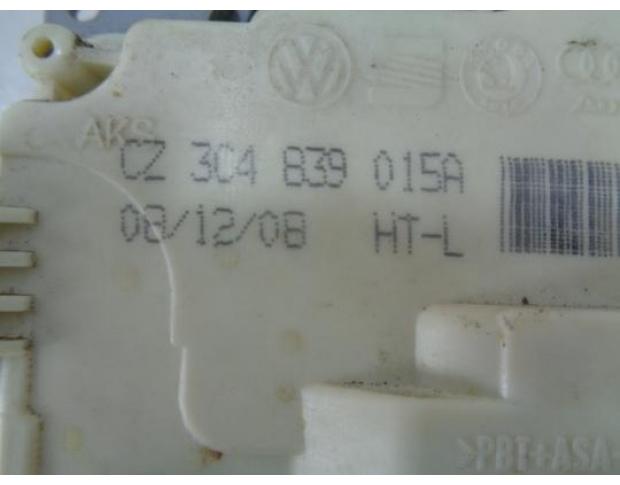 AKS
CZ 3C4 839 015A
08/12/08 HT-L
>PBT+ASA-